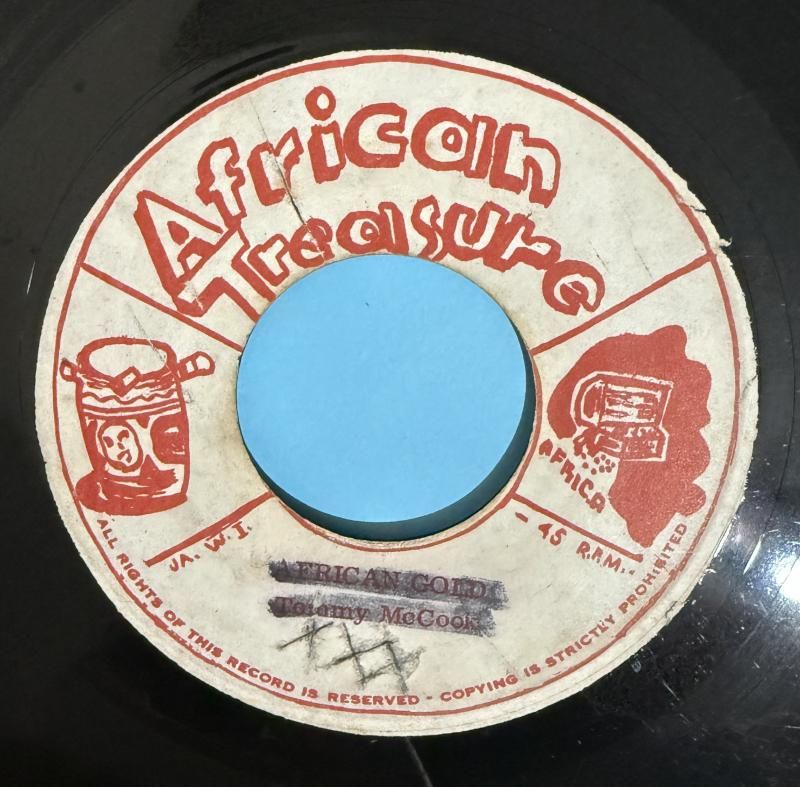 African
Treasure
AFRICA
JA. W.I.
- 45 R.P.M.
AFRICAN GOLD
Tommy McCook
XXX
ALL RIGHTS OF THIS RECORD IS RESERVED - COPYING IS STRICTLY PROHIBITED